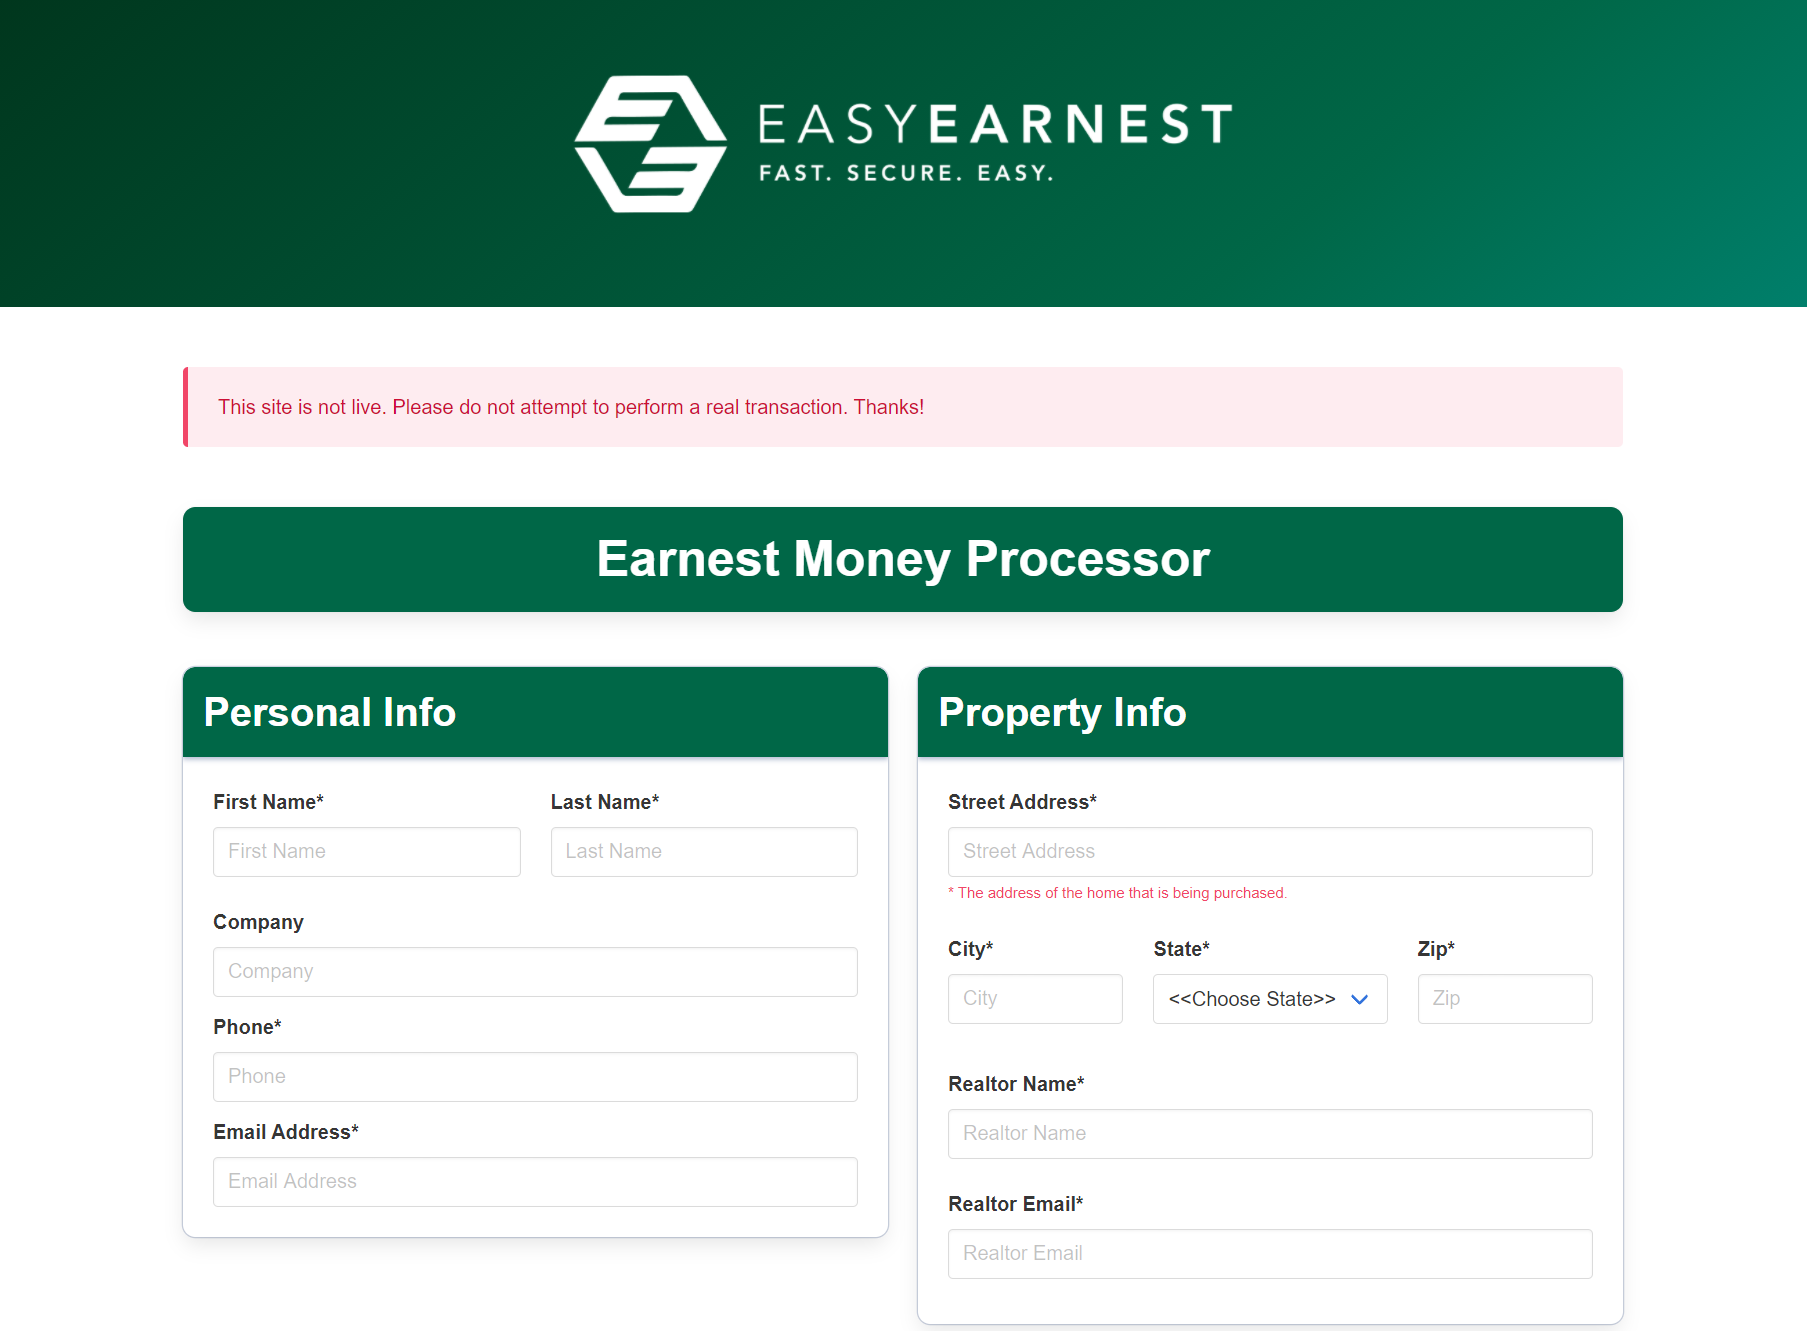 EASYEARNEST
FAST. SECURE. EASY.
This site is not live. Please do not attempt to perform a real transaction. Thanks!
Earnest Money Processor
Personal Info
First Name* Last Name*
First Name Last Name
Company
Company
Phone*
Phone
Email Address*
Email Address
Property Info
Street Address*
Street Address
* The address of the home that is being purchased.
City* State* Zip*
City <<Choose State>> Zip
Realtor Name*
Realtor Name
Realtor Email*
Realtor Email